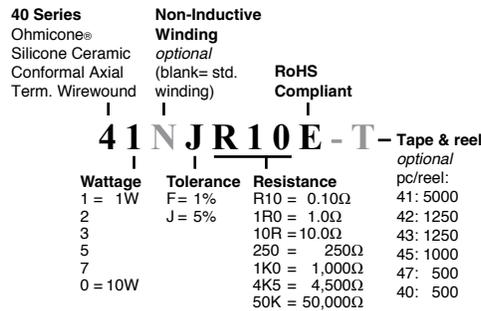 40 Series
Ohmicone®
Silicone Ceramic
Conformal Axial
Term. Wirewound
Non-Inductive
Winding
optional
(blank= std.
winding)
RoHS
Compliant
41NJR10E-T
Tape & reel
optional
pc/reel:
41: 5000
42: 1250
43: 1250
45: 1000
47: 500
40: 500
Wattage
1 = 1W
2
3
5
7
0 = 10W
Tolerance
F = 1%
J = 5%
Resistance
R10 = 0.10Ω
1R0 = 1.0Ω
10R = 10.0Ω
250 = 250Ω
1K0 = 1,000Ω
4K5 = 4,500Ω
50K = 50,000Ω